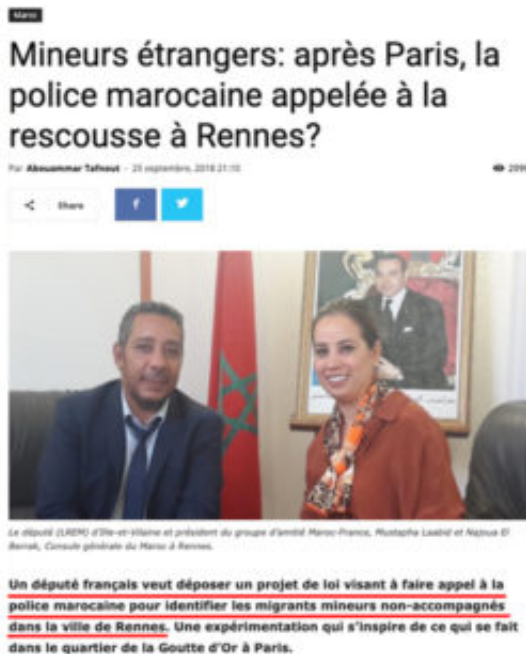 Maroc
Mineurs étrangers: après Paris, la
police marocaine appelée à la
rescousse à Rennes?
Par Abouammar Tafnout - 25 septembre, 2018 21:10
Share
Le député (LREM) d'Ille-et-Vilaine et président du groupe d'amitié Maroc-France, Mustapha Laabid et Najoua El
Berrak, Consule générale du Maroc à Rennes.
Un député français veut déposer un projet de loi visant à faire appel à la
police marocaine pour identifier les migrants mineurs non-accompagnés
dans la ville de Rennes. Une expérimentation qui s'inspire de ce qui se fait
dans le quartier de la Goutte d'Or à Paris.